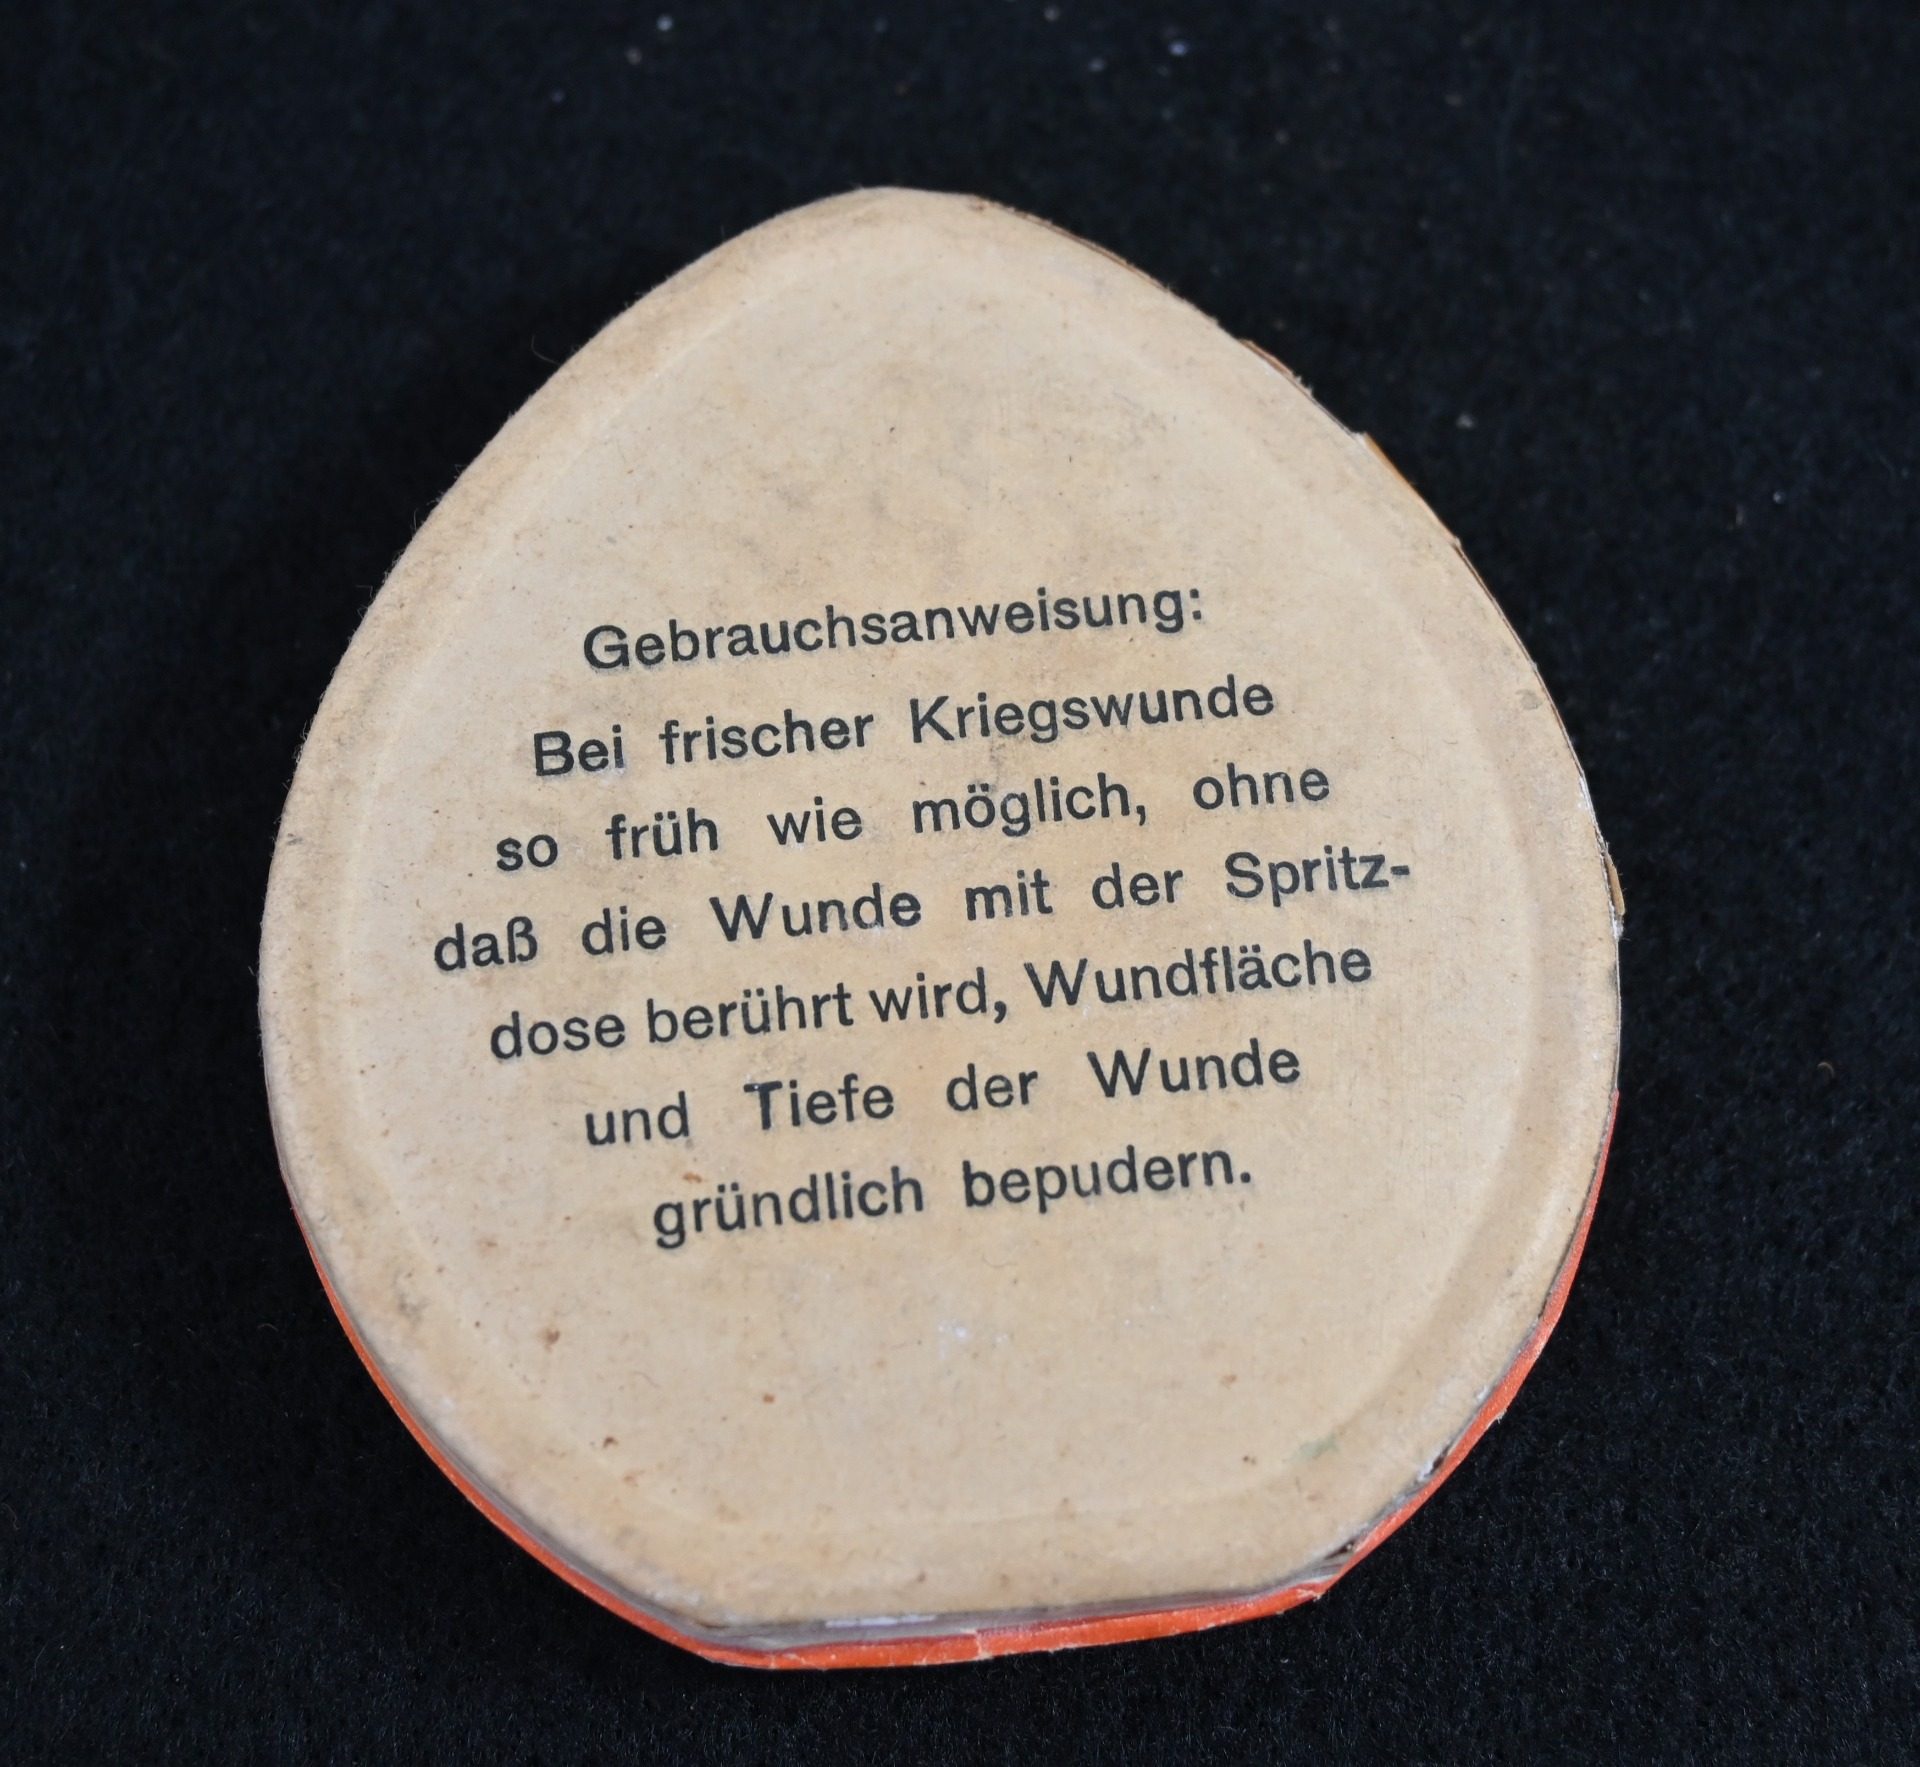 Gebrauchsanweisung:
Bei frischer Kriegswunde
so früh wie möglich, ohne
daß die Wunde mit der Spritz-
dose berührt wird, Wundfläche
und Tiefe der Wunde
gründlich bepudern.